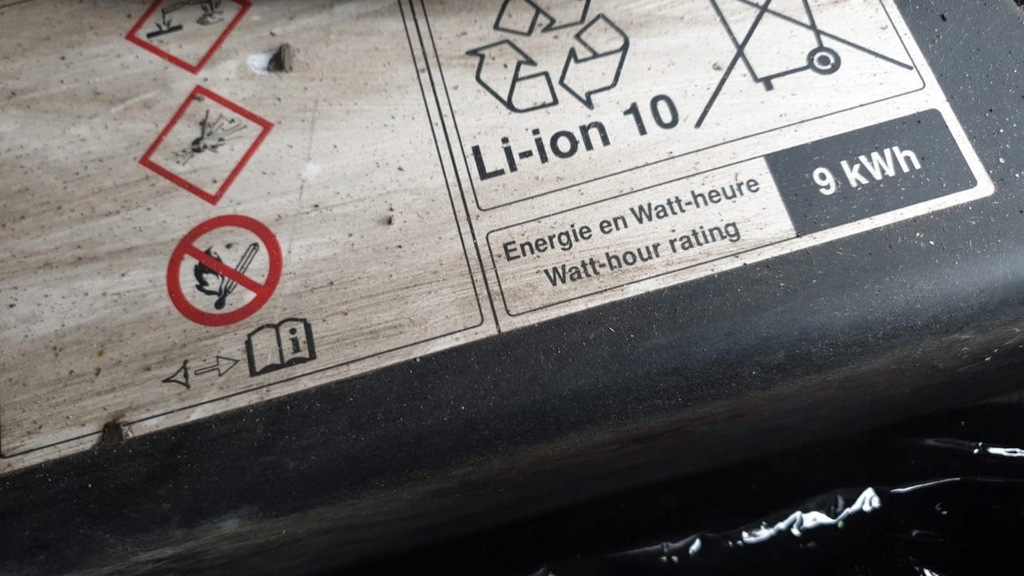 Li-ion 10
Energie en Watt-heure
Watt-hour rating
9 kWh
i